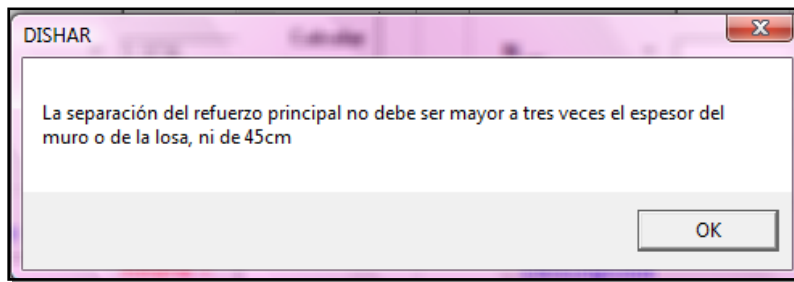 DISHAR
La separación del refuerzo principal no debe ser mayor a tres veces el espesor del
muro o de la losa, ni de 45cm
OK